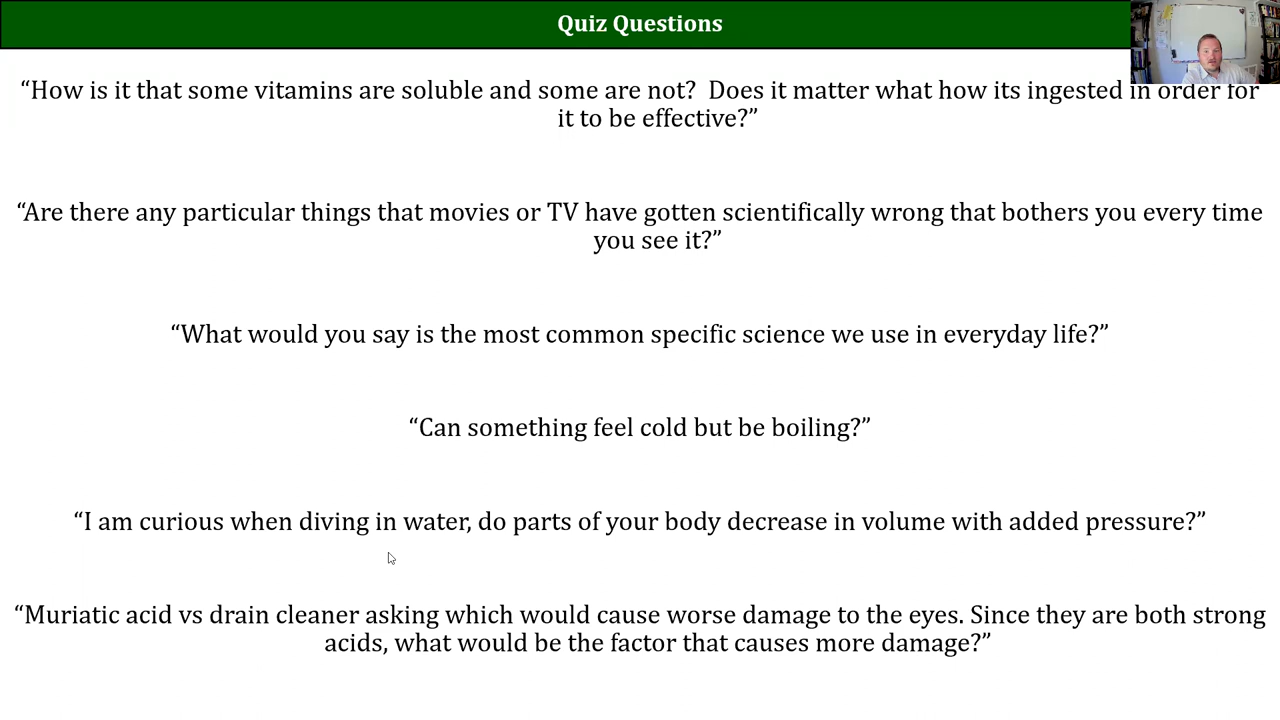 Quiz Questions
“How is it that some vitamins are soluble and some are not?  Does it matter what how its ingested in order for
it to be effective?”
“Are there any particular things that movies or TV have gotten scientifically wrong that bothers you every time
you see it?”
“What would you say is the most common specific science we use in everyday life?”
“Can something feel cold but be boiling?”
“I am curious when diving in water, do parts of your body decrease in volume with added pressure?”
“Muriatic acid vs drain cleaner asking which would cause worse damage to the eyes. Since they are both strong
acids, what would be the factor that causes more damage?”